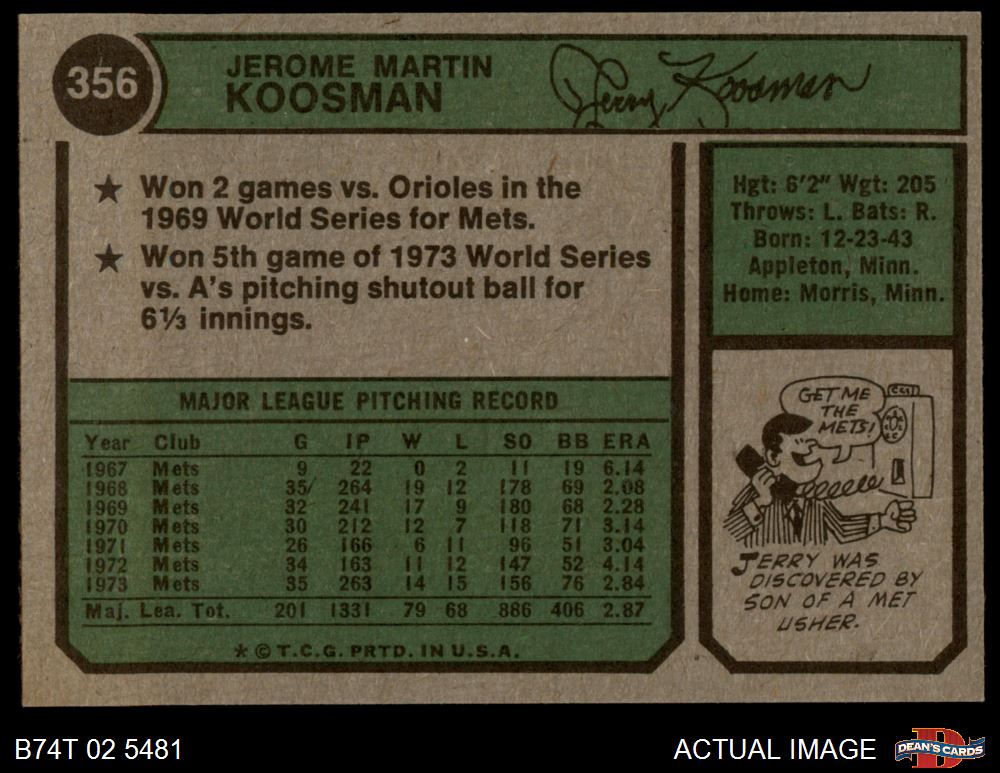 356
JEROME MARTIN
KOOSMAN
Jerry Koosman
★ Won 2 games vs. Orioles in the
1969 World Series for Mets.
★ Won 5th game of 1973 World Series
vs. A's pitching shutout ball for
6⅓ innings.
Hgt: 6'2" Wgt: 205
Throws: L. Bats: R.
Born: 12-23-43
Appleton, Minn.
Home: Morris, Minn.
MAJOR LEAGUE PITCHING RECORD
Year Club G IP W L SO BB ERA
1967 Mets 9 22 0 2 11 19 6.14
1968 Mets 35 264 19 12 178 69 2.08
1969 Mets 32 241 17 9 180 68 2.28
1970 Mets 30 212 12 7 118 71 3.14
1971 Mets 26 166 6 11 96 51 3.04
1972 Mets 34 163 11 12 147 52 4.14
1973 Mets 35 263 14 15 156 76 2.84
Maj. Lea. Tot. 201 1331 79 68 886 406 2.87
* © T.C.G. PRTD. IN U.S.A.
GET ME
THE
METS!
JERRY WAS
DISCOVERED BY
SON OF A MET
USHER.
B74T 02 5481
ACTUAL IMAGE
D
DEAN'S CARDS